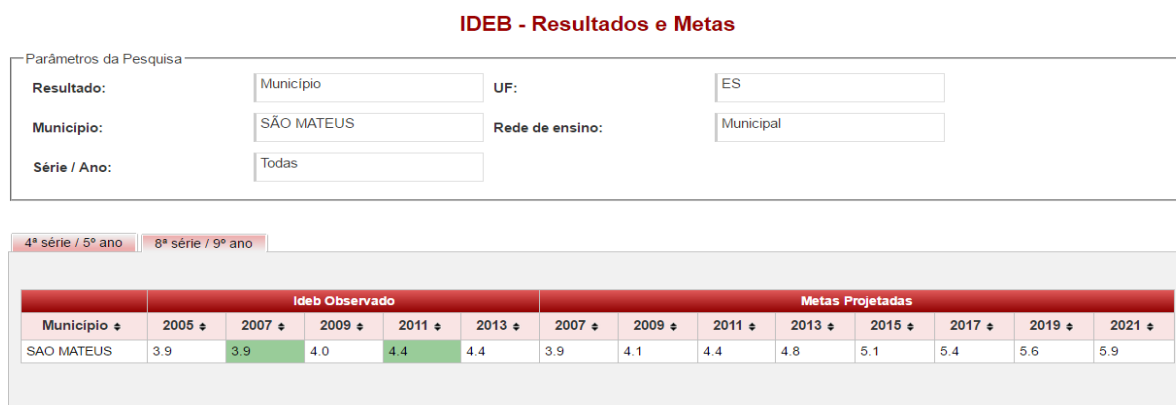 IDEB - Resultados e Metas
Parâmetros da Pesquisa
Resultado: Município UF: ES
Município: SÃO MATEUS Rede de ensino: Municipal
Série / Ano: Todas
4ª série / 5º ano 8ª série / 9º ano
Ideb Observado Metas Projetadas
Município 2005 2007 2009 2011 2013 2007 2009 2011 2013 2015 2017 2019 2021
SAO MATEUS 3.9 3.9 4.0 4.4 4.4 3.9 4.1 4.4 4.8 5.1 5.4 5.6 5.9